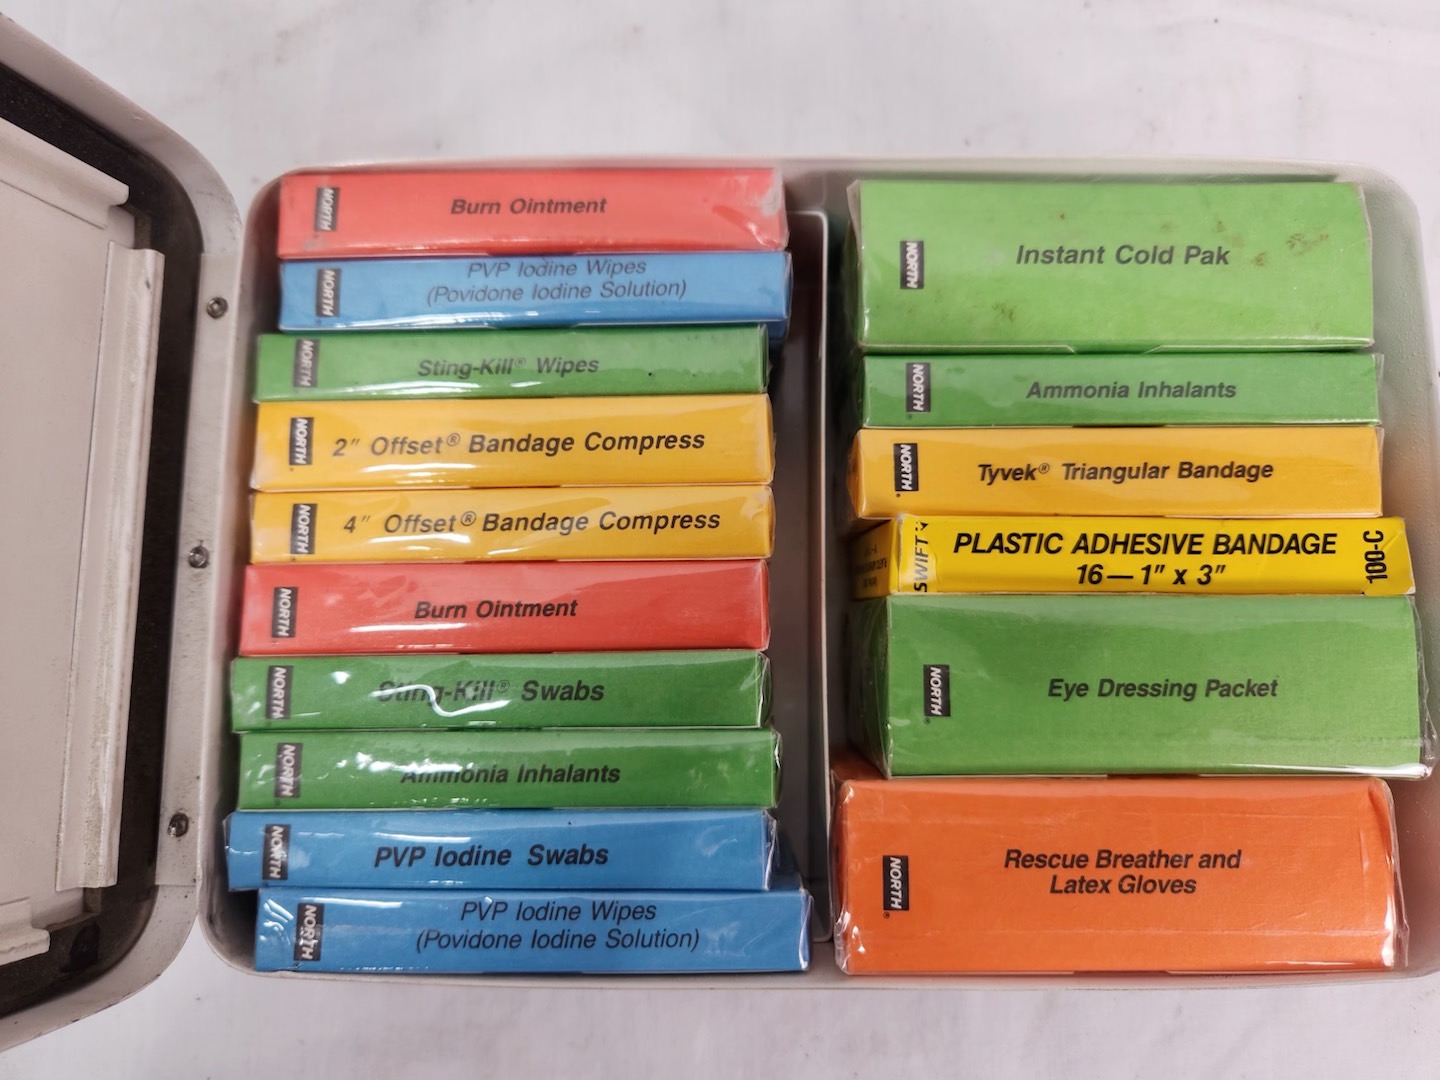 NORTH
Burn Ointment
NORTH
PVP Iodine Wipes
(Povidone Iodine Solution)
NORTH
Sting-Kill® Wipes
NORTH
2" Offset® Bandage Compress
NORTH
4" Offset® Bandage Compress
NORTH
Burn Ointment
NORTH
Sting-Kill® Swabs
NORTH
Ammonia Inhalants
NORTH
PVP Iodine Swabs
NORTH
PVP Iodine Wipes
(Povidone Iodine Solution)
NORTH
Instant Cold Pak
NORTH
Ammonia Inhalants
NORTH
Tyvek® Triangular Bandage
SWIFT
PLASTIC ADHESIVE BANDAGE
16—1" x 3"
100-C
NORTH
Eye Dressing Packet
NORTH®
Rescue Breather and
Latex Gloves